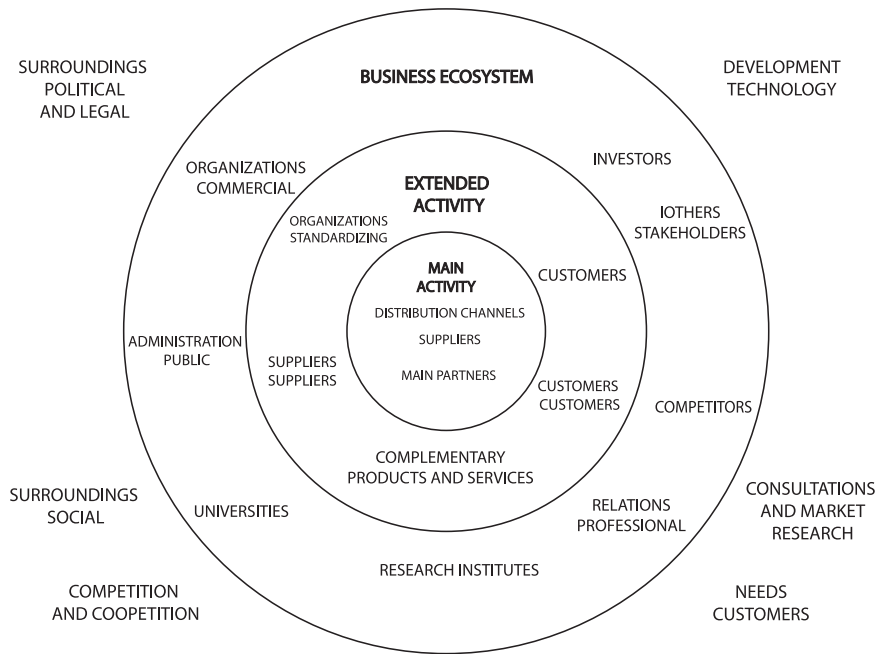 SURROUNDINGS
POLITICAL
AND LEGAL
BUSINESS ECOSYSTEM
DEVELOPMENT
TECHNOLOGY
ORGANIZATIONS
COMMERCIAL
INVESTORS
EXTENDED
ACTIVITY
IOTHERS
STAKEHOLDERS
ORGANIZATIONS
STANDARDIZING
MAIN
ACTIVITY
CUSTOMERS
DISTRIBUTION CHANNELS
SUPPLIERS
MAIN PARTNERS
ADMINISTRATION
PUBLIC
SUPPLIERS
SUPPLIERS
CUSTOMERS
CUSTOMERS
COMPETITORS
COMPLEMENTARY
PRODUCTS AND SERVICES
SURROUNDINGS
SOCIAL
UNIVERSITIES
RELATIONS
PROFESSIONAL
CONSULTATIONS
AND MARKET
RESEARCH
RESEARCH INSTITUTES
COMPETITION
AND COOPETITION
NEEDS
CUSTOMERS